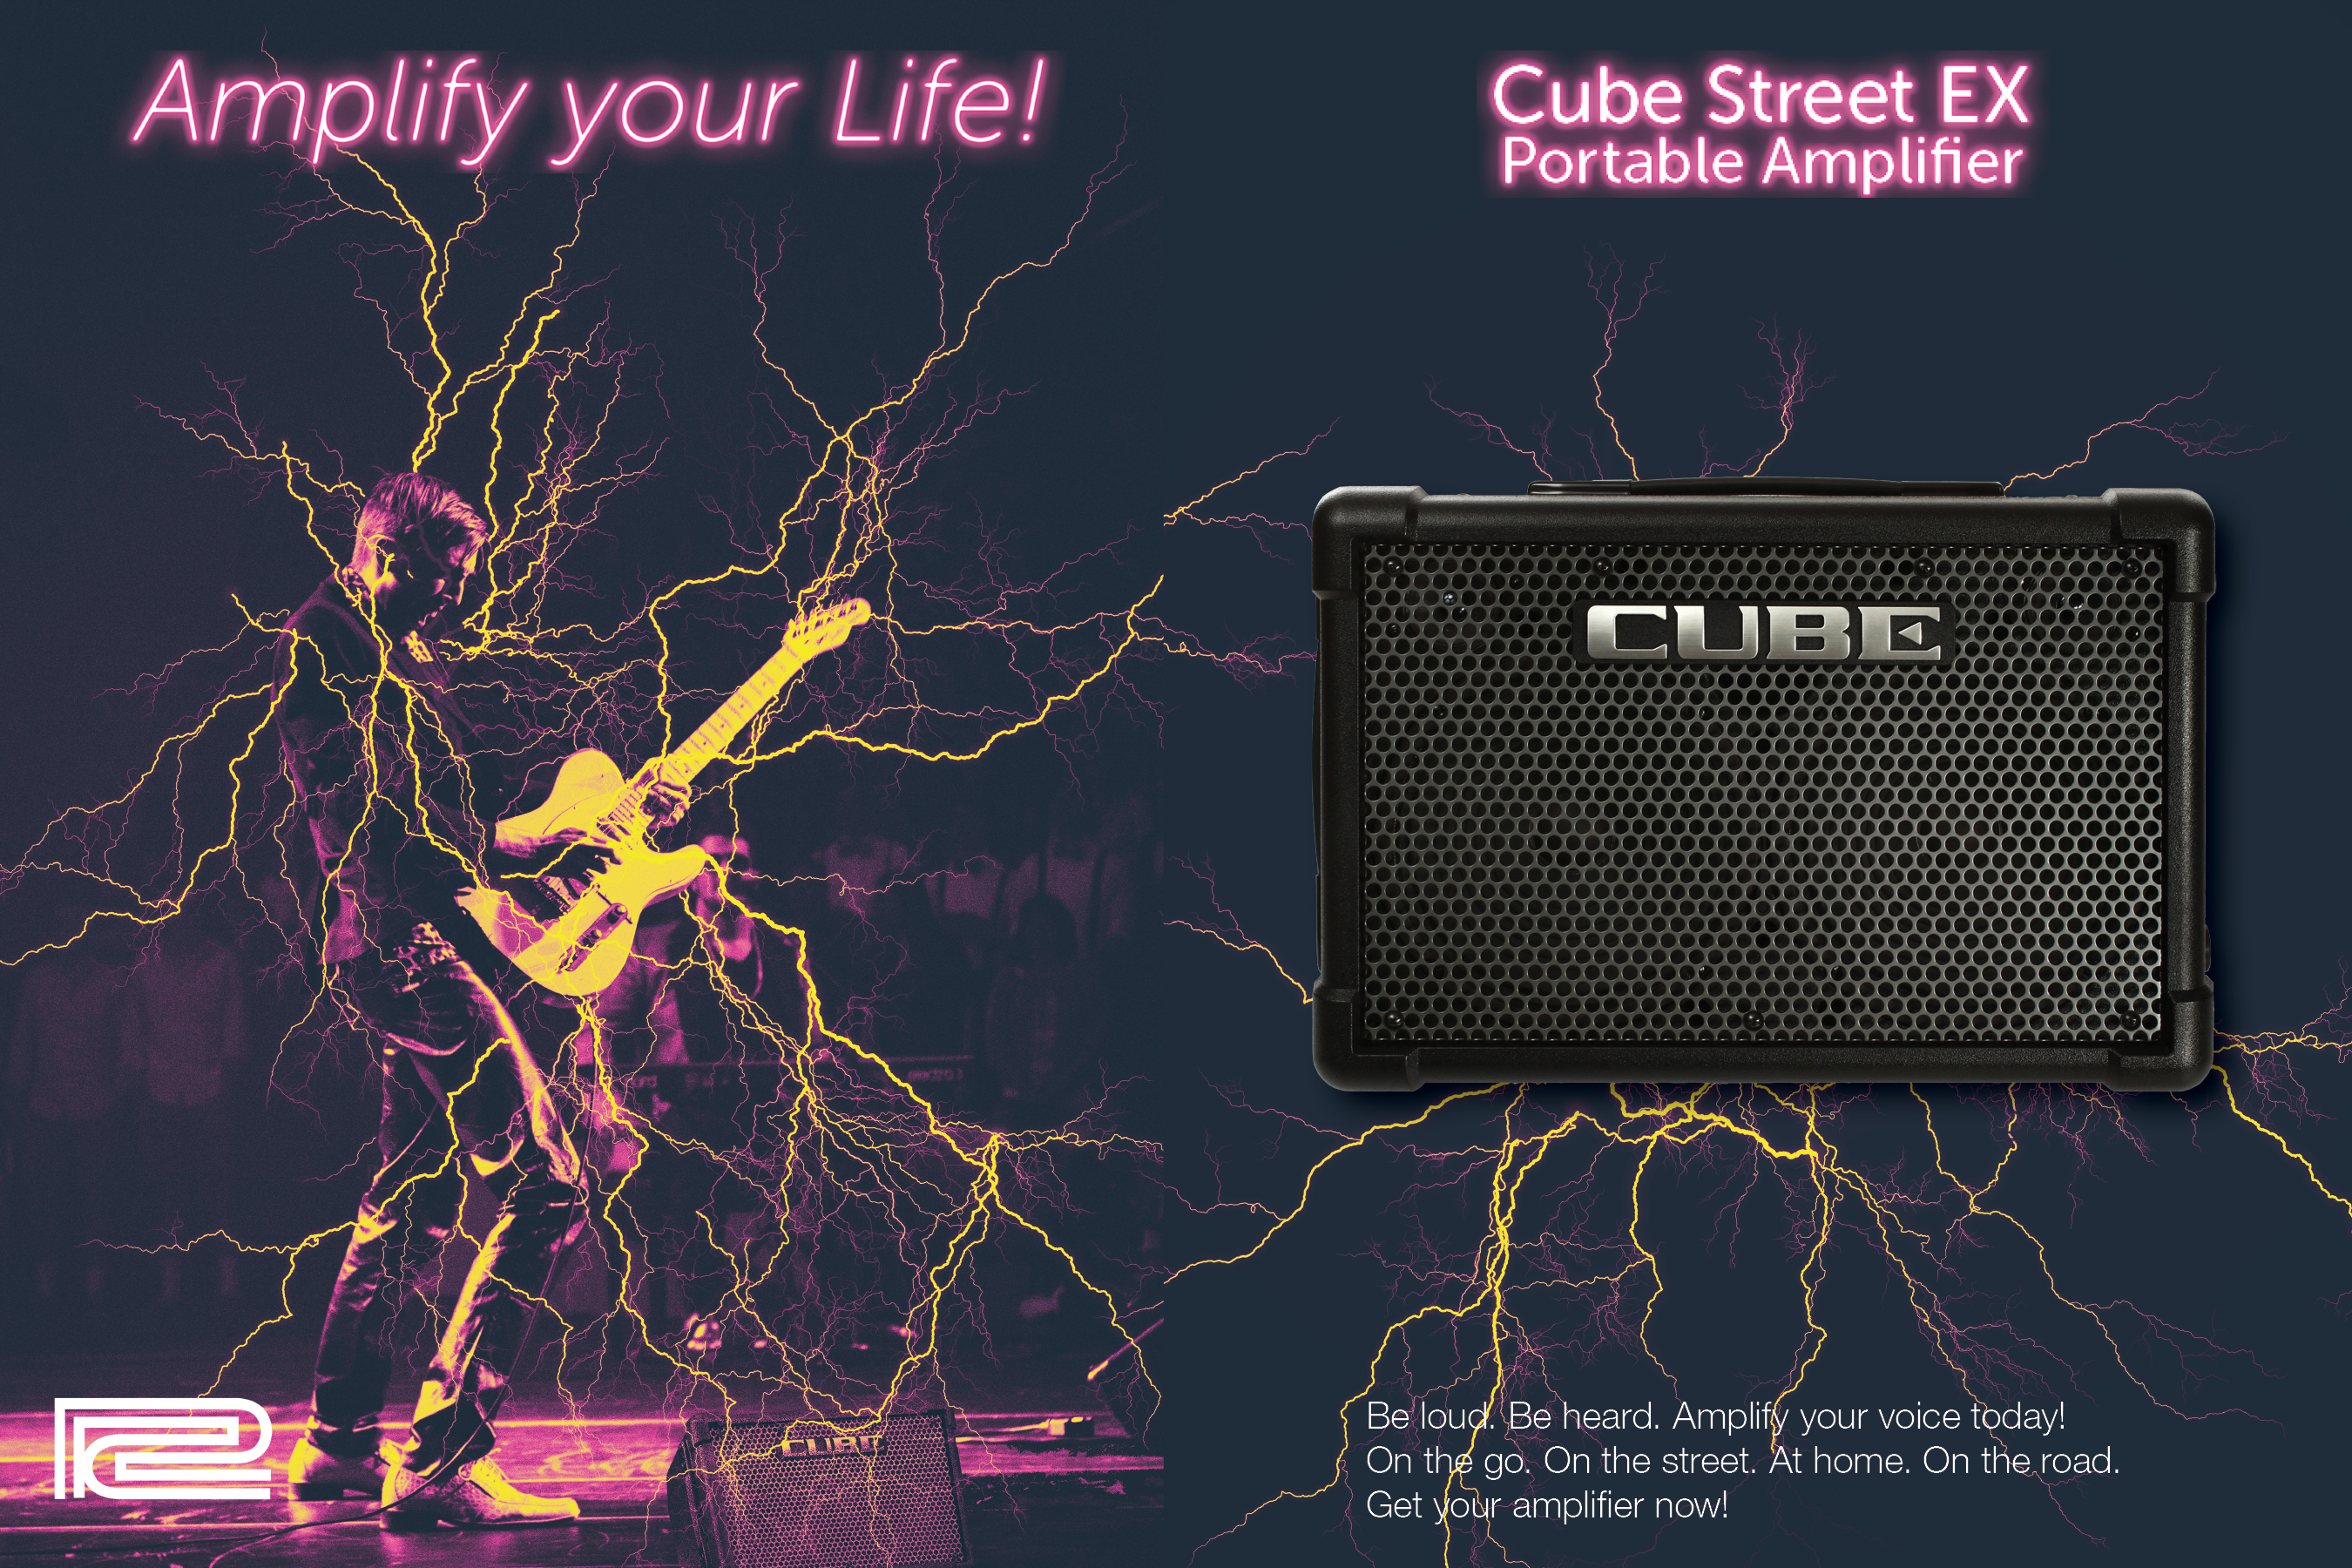 Amplify your Life!
Cube Street EX
Portable Amplifier
CUBE
CUBE
Be loud. Be heard. Amplify your voice today!
On the go. On the street. At home. On the road.
Get your amplifier now!